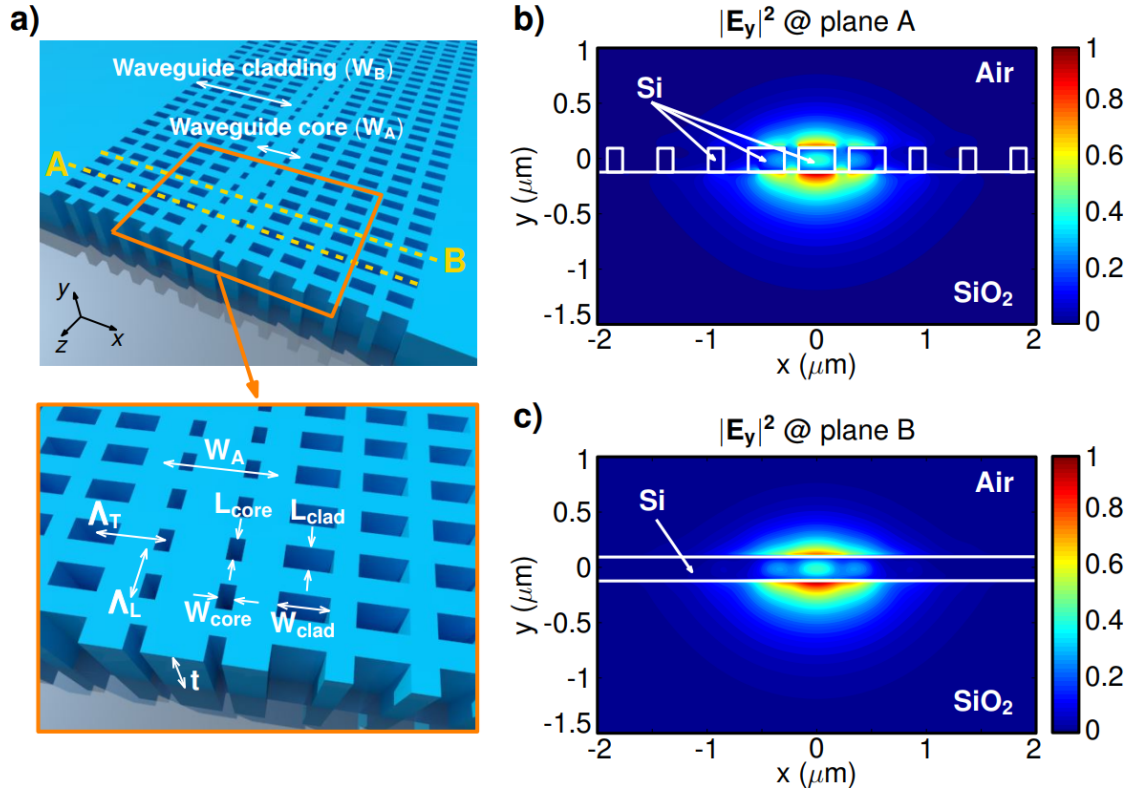 a)
Waveguide cladding (W_B)
Waveguide core (W_A)
A
B
y
z
x
W_A
L_core
L_clad
Λ_T
Λ_L
W_core
W_clad
t
b)
|E_y|² @ plane A
Air
Si
SiO₂
y (μm)
1
0.5
0
-0.5
-1
-1.5
-2 -1 0 1 2
x (μm)
1
0.8
0.6
0.4
0.2
0
c)
|E_y|² @ plane B
Air
Si
SiO₂
y (μm)
1
0.5
0
-0.5
-1
-1.5
-2 -1 0 1 2
x (μm)
1
0.8
0.6
0.4
0.2
0